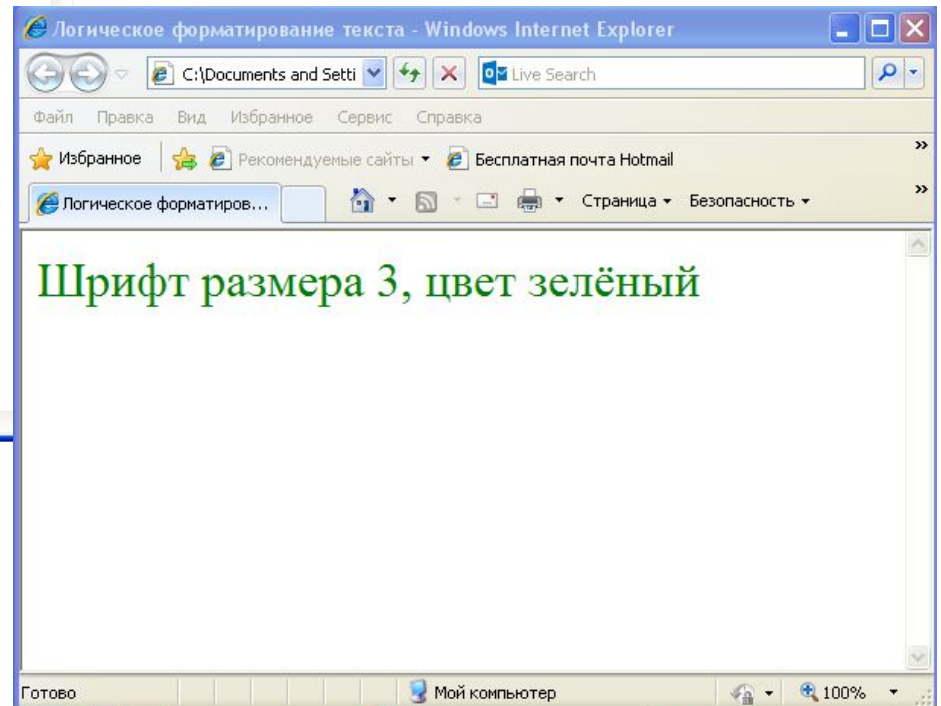 Логическое форматирование текста - Windows Internet Explorer
C:\Documents and Setti Live Search
Файл Правка Вид Избранное Сервис Справка
Избранное Рекомендуемые сайты Бесплатная почта Hotmail
Логическое форматиров... Страница Безопасность
Шрифт размера 3, цвет зелёный
Готово Мой компьютер 100%